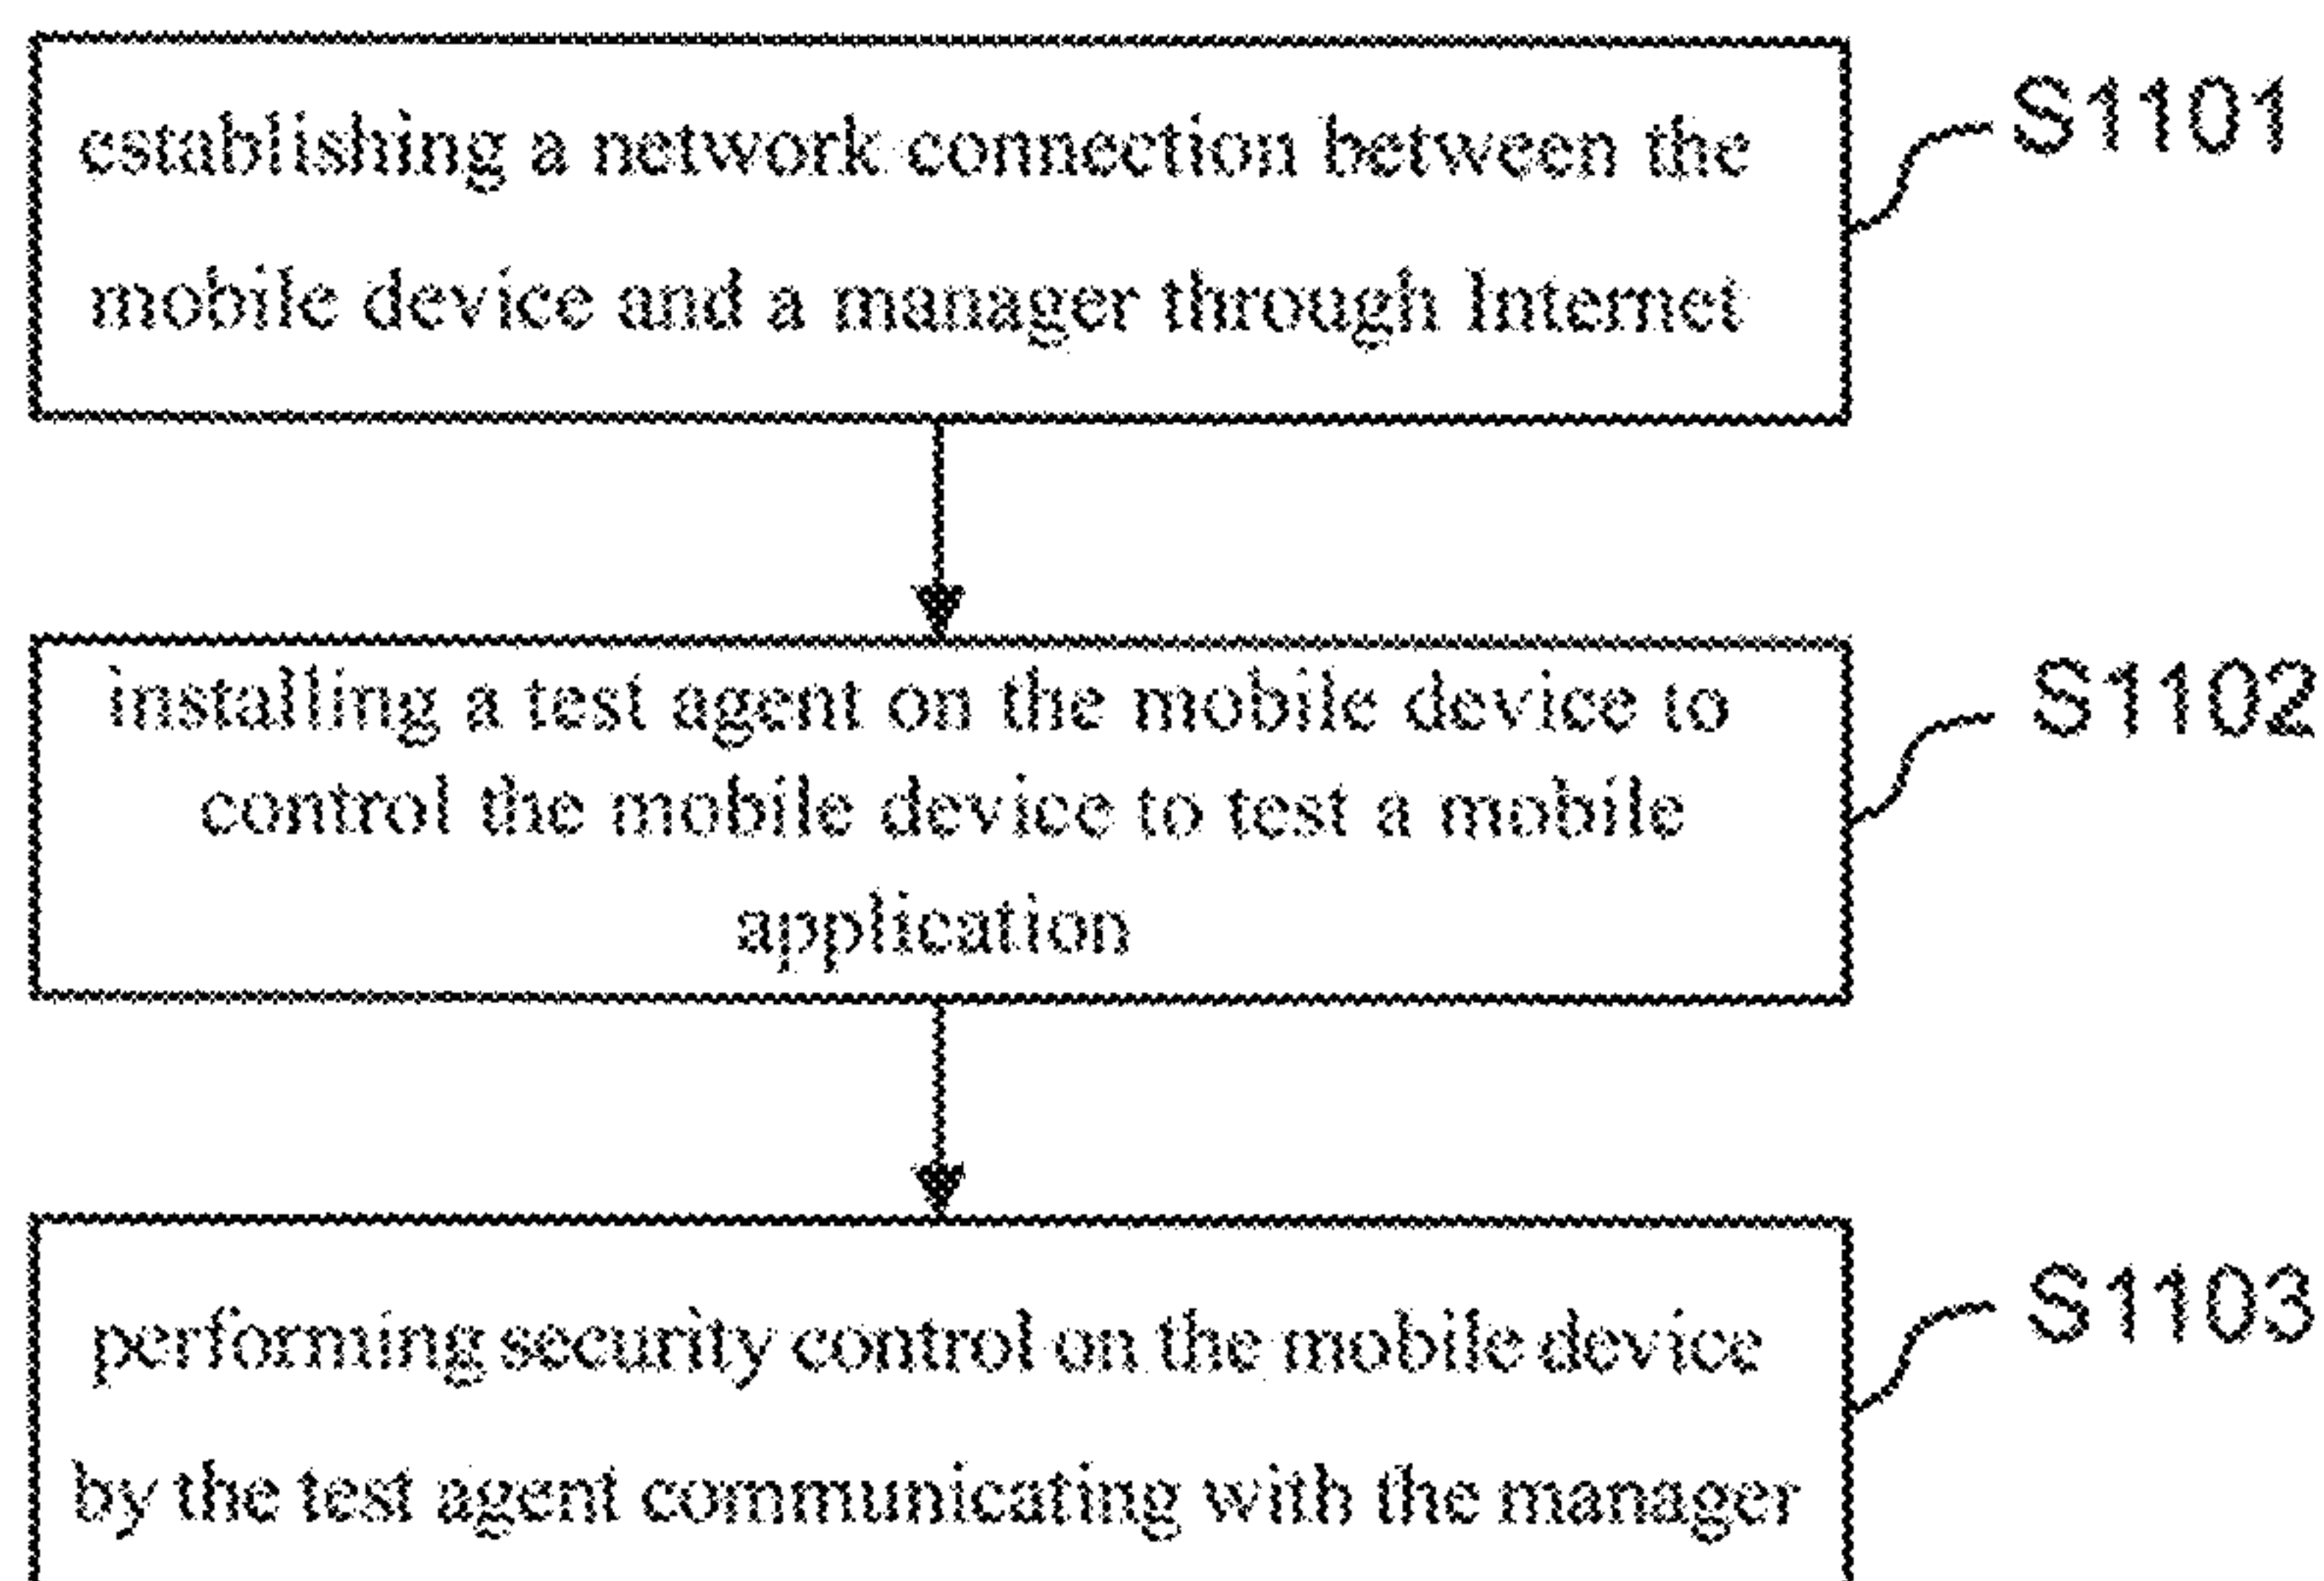 establishing a network connection between the
S1101
mobile device and a manager through Internet
installing a test agent on the mobile device to
S1102
control the mobile device to test a mobile
application
performing security control on the mobile device
S1103
by the test agent communicating with the manager